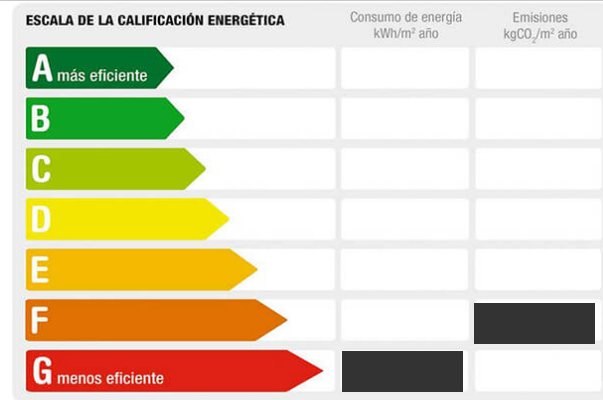 ESCALA DE LA CALIFICACIÓN ENERGÉTICA
Consumo de energía
kWh/m² año
Emisiones
kgCO₂/m² año
A más eficiente
B
C
D
E
F
G menos eficiente